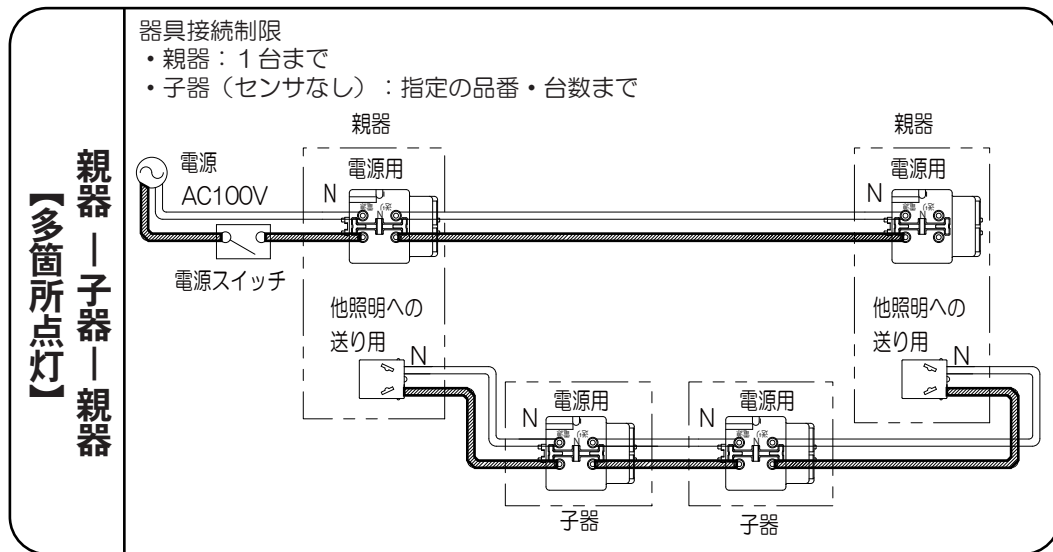 親器―子器―親器
【多箇所点灯】
器具接続制限
・親器：１台まで
・子器（センサなし）：指定の品番・台数まで
親器
親器
電源
AC100V
電源用
N
電源用
N
N
N
電源スイッチ
他照明への
送り用
N
他照明への
送り用
N
電源用
N
N
電源用
N
N
子器
子器